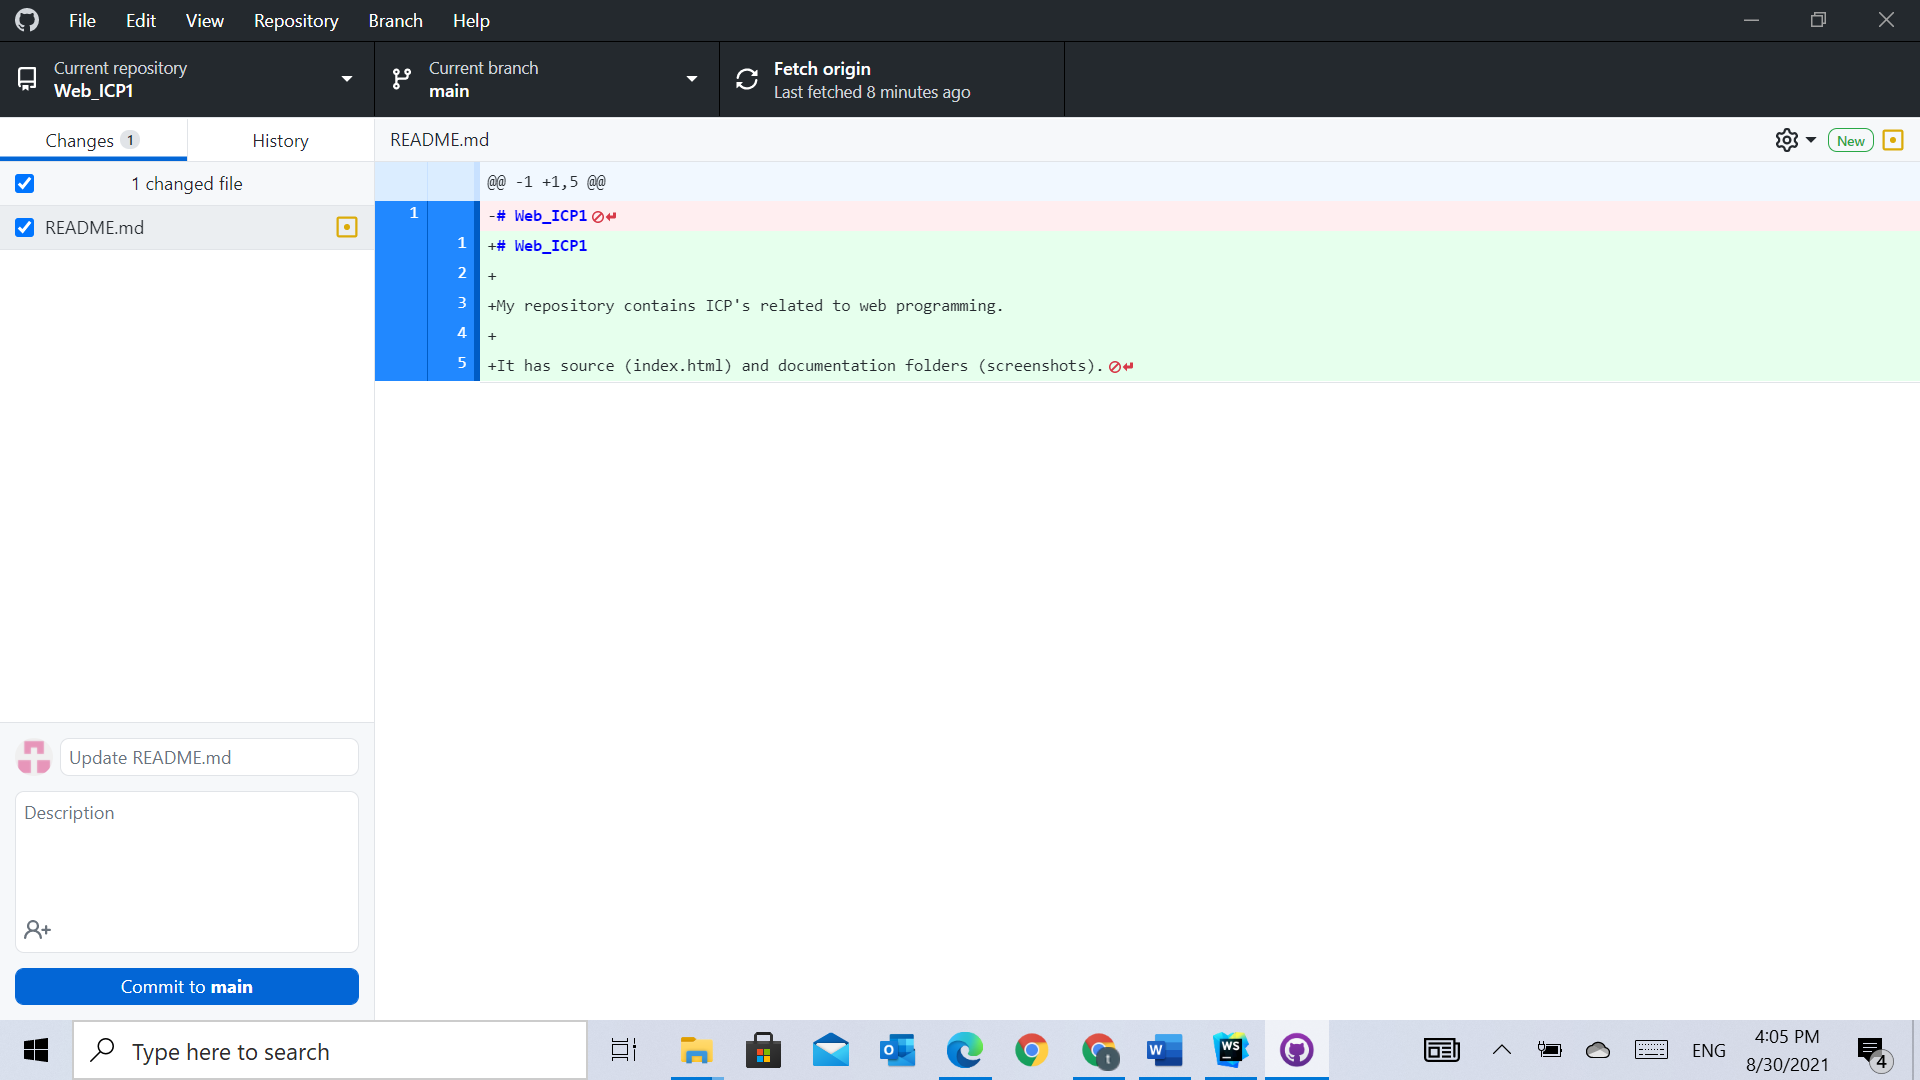 File Edit View Repository Branch Help
Current repository
Web_ICP1
Current branch
main
Fetch origin
Last fetched 8 minutes ago
Changes 1
History
README.md
New
1 changed file
README.md
@@ -1 +1,5 @@
1 -# Web_ICP1
1 +# Web_ICP1
2 +
3 +My repository contains ICP's related to web programming.
4 +
5 +It has source (index.html) and documentation folders (screenshots).
Update README.md
Description
Commit to main
Type here to search
O
t
W
WS
ENG
4:05 PM
8/30/2021
4